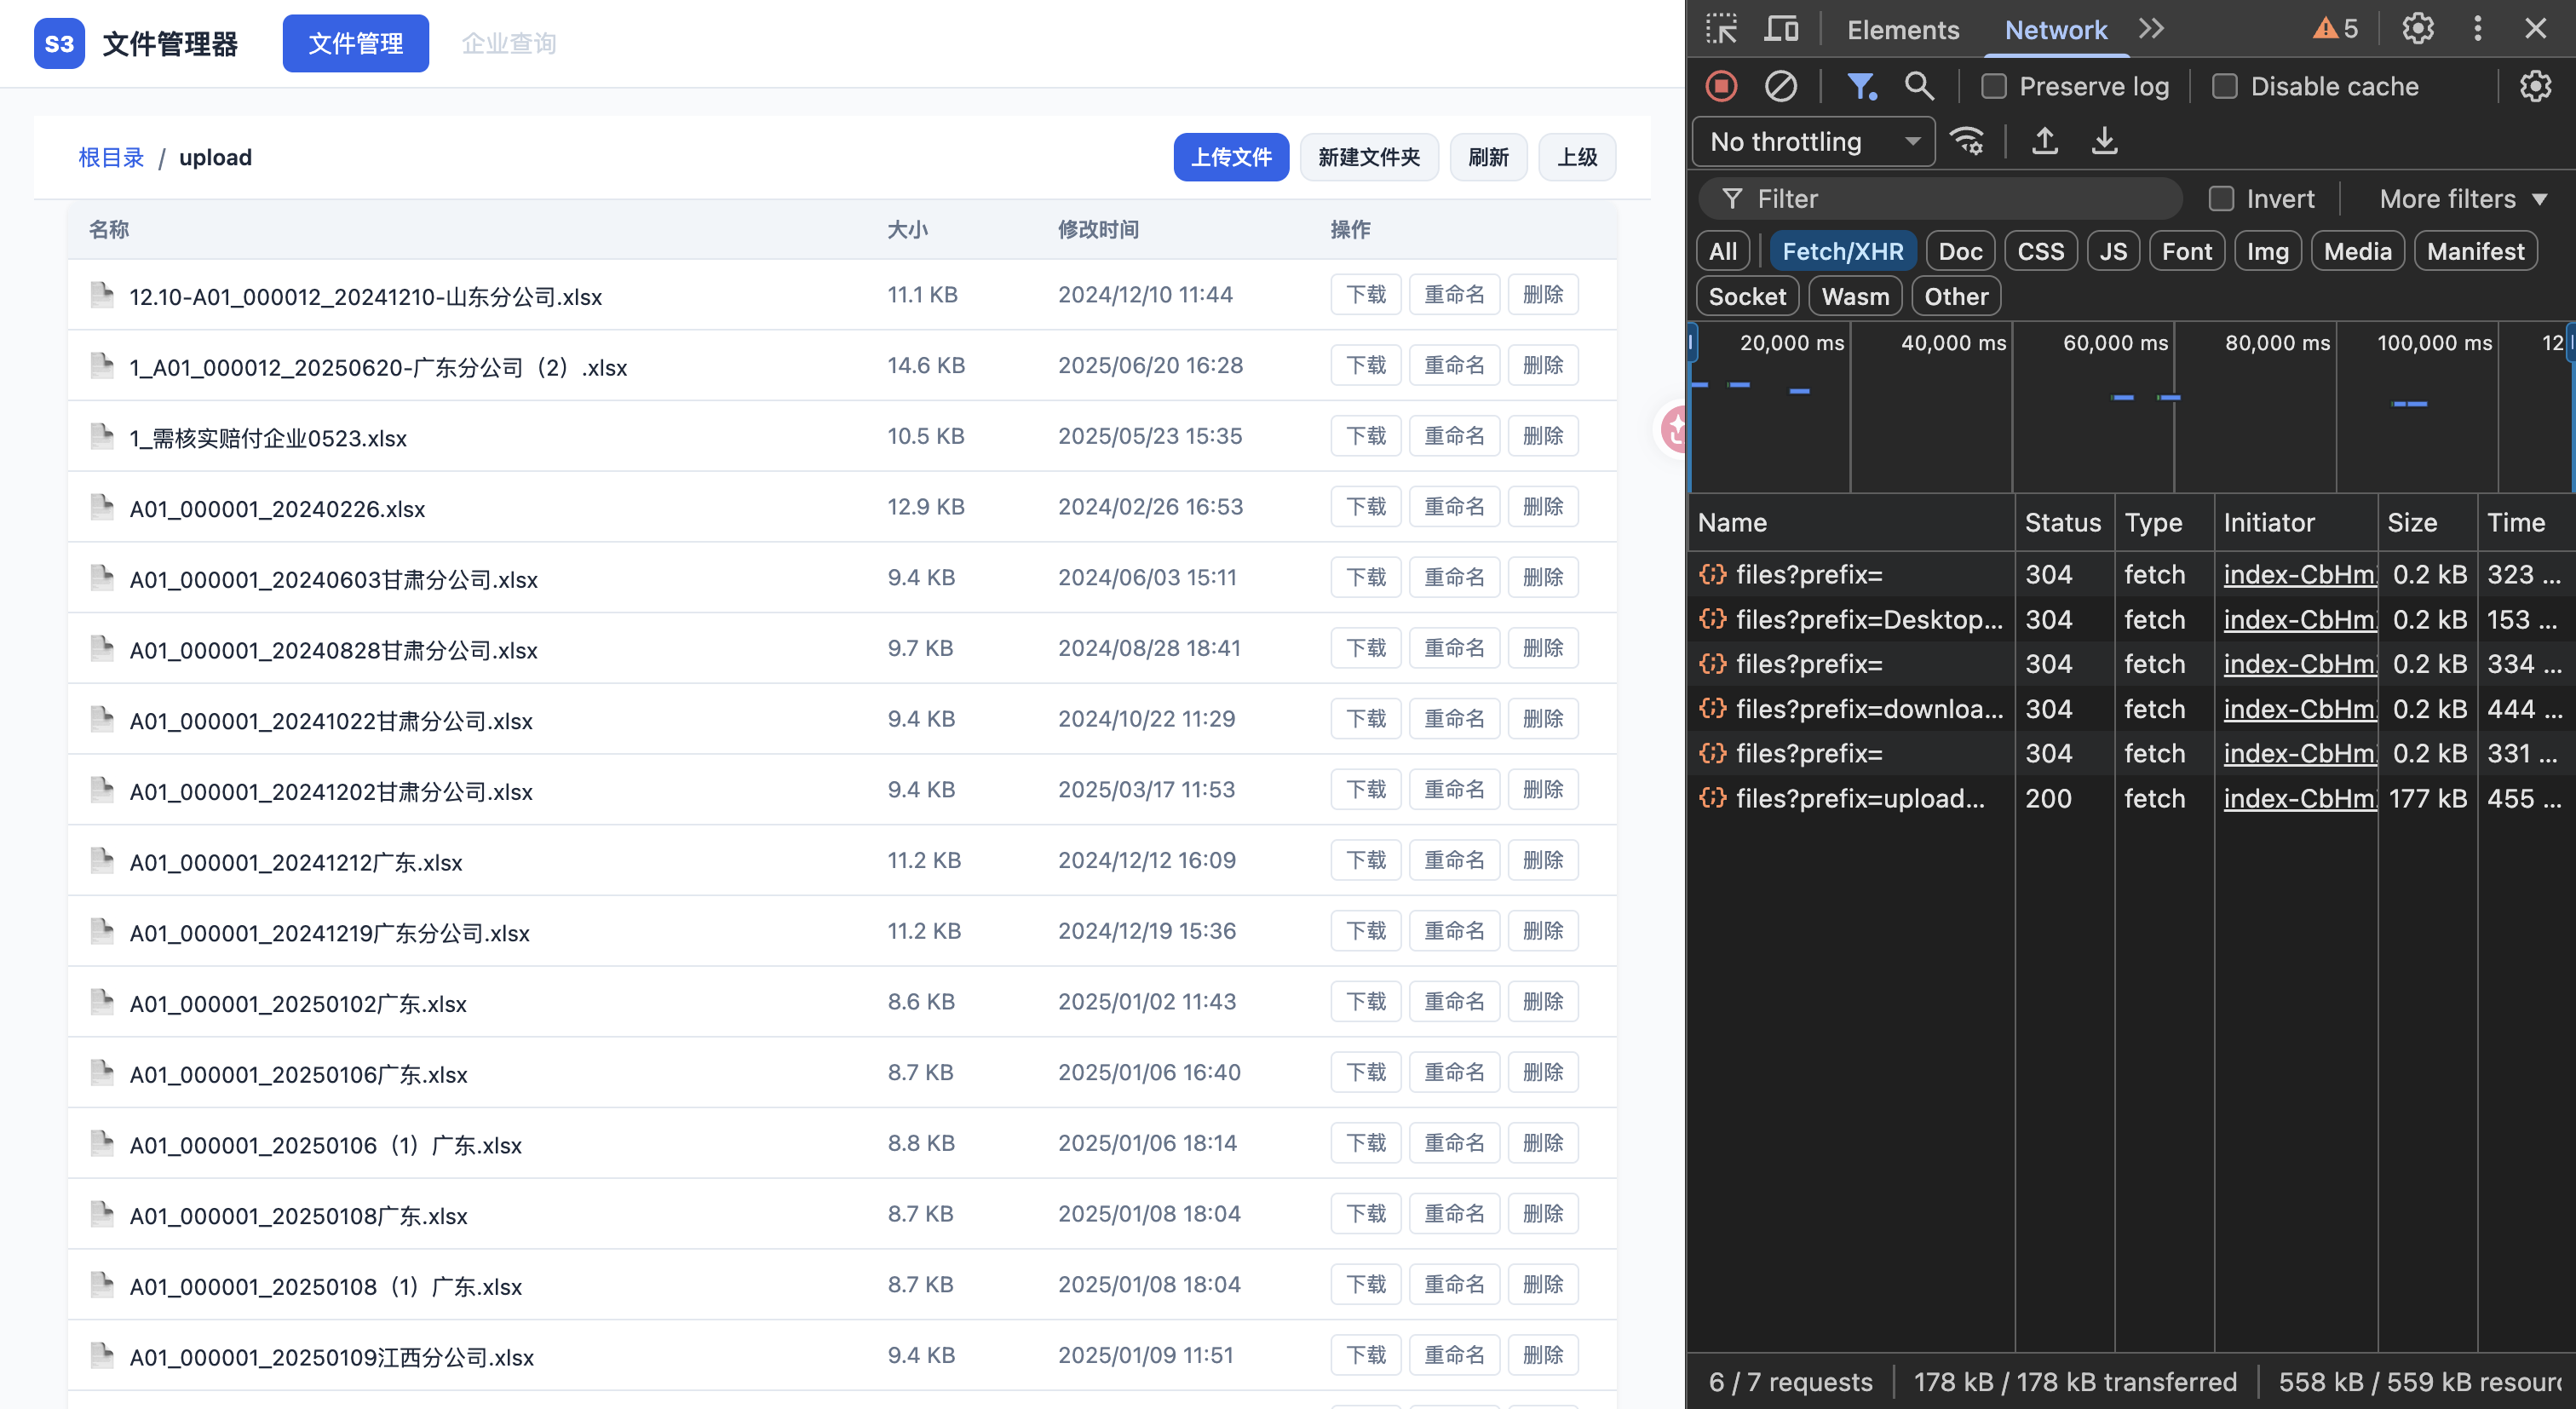 S3 文件管理器 文件管理 企业查询
根目录 / upload 上传文件 新建文件夹 刷新 上级
名称 大小 修改时间 操作
12.10-A01_000012_20241210-山东分公司.xlsx 11.1 KB 2024/12/10 11:44 下载 重命名 删除
1_A01_000012_20250620-广东分公司（2）.xlsx 14.6 KB 2025/06/20 16:28 下载 重命名 删除
1_需核实赔付企业0523.xlsx 10.5 KB 2025/05/23 15:35 下载 重命名 删除
A01_000001_20240226.xlsx 12.9 KB 2024/02/26 16:53 下载 重命名 删除
A01_000001_20240603甘肃分公司.xlsx 9.4 KB 2024/06/03 15:11 下载 重命名 删除
A01_000001_20240828甘肃分公司.xlsx 9.7 KB 2024/08/28 18:41 下载 重命名 删除
A01_000001_20241022甘肃分公司.xlsx 9.4 KB 2024/10/22 11:29 下载 重命名 删除
A01_000001_20241202甘肃分公司.xlsx 9.4 KB 2025/03/17 11:53 下载 重命名 删除
A01_000001_20241212广东.xlsx 11.2 KB 2024/12/12 16:09 下载 重命名 删除
A01_000001_20241219广东分公司.xlsx 11.2 KB 2024/12/19 15:36 下载 重命名 删除
A01_000001_20250102广东.xlsx 8.6 KB 2025/01/02 11:43 下载 重命名 删除
A01_000001_20250106广东.xlsx 8.7 KB 2025/01/06 16:40 下载 重命名 删除
A01_000001_20250106（1）广东.xlsx 8.8 KB 2025/01/06 18:14 下载 重命名 删除
A01_000001_20250108广东.xlsx 8.7 KB 2025/01/08 18:04 下载 重命名 删除
A01_000001_20250108（1）广东.xlsx 8.7 KB 2025/01/08 18:04 下载 重命名 删除
A01_000001_20250109江西分公司.xlsx 9.4 KB 2025/01/09 11:51 下载 重命名 删除
Elements Network 5
Preserve log Disable cache
No throttling
Filter Invert More filters
All Fetch/XHR Doc CSS JS Font Img Media Manifest
Socket Wasm Other
20,000 ms 40,000 ms 60,000 ms 80,000 ms 100,000 ms 12
Name Status Type Initiator Size Time
files?prefix= 304 fetch index-CbHm 0.2 kB 323 ...
files?prefix=Desktop... 304 fetch index-CbHm 0.2 kB 153 ...
files?prefix= 304 fetch index-CbHm 0.2 kB 334 ...
files?prefix=downloa... 304 fetch index-CbHm 0.2 kB 444 ...
files?prefix= 304 fetch index-CbHm 0.2 kB 331 ...
files?prefix=upload... 200 fetch index-CbHm 177 kB 455 ...
6 / 7 requests 178 kB / 178 kB transferred 558 kB / 559 kB resour